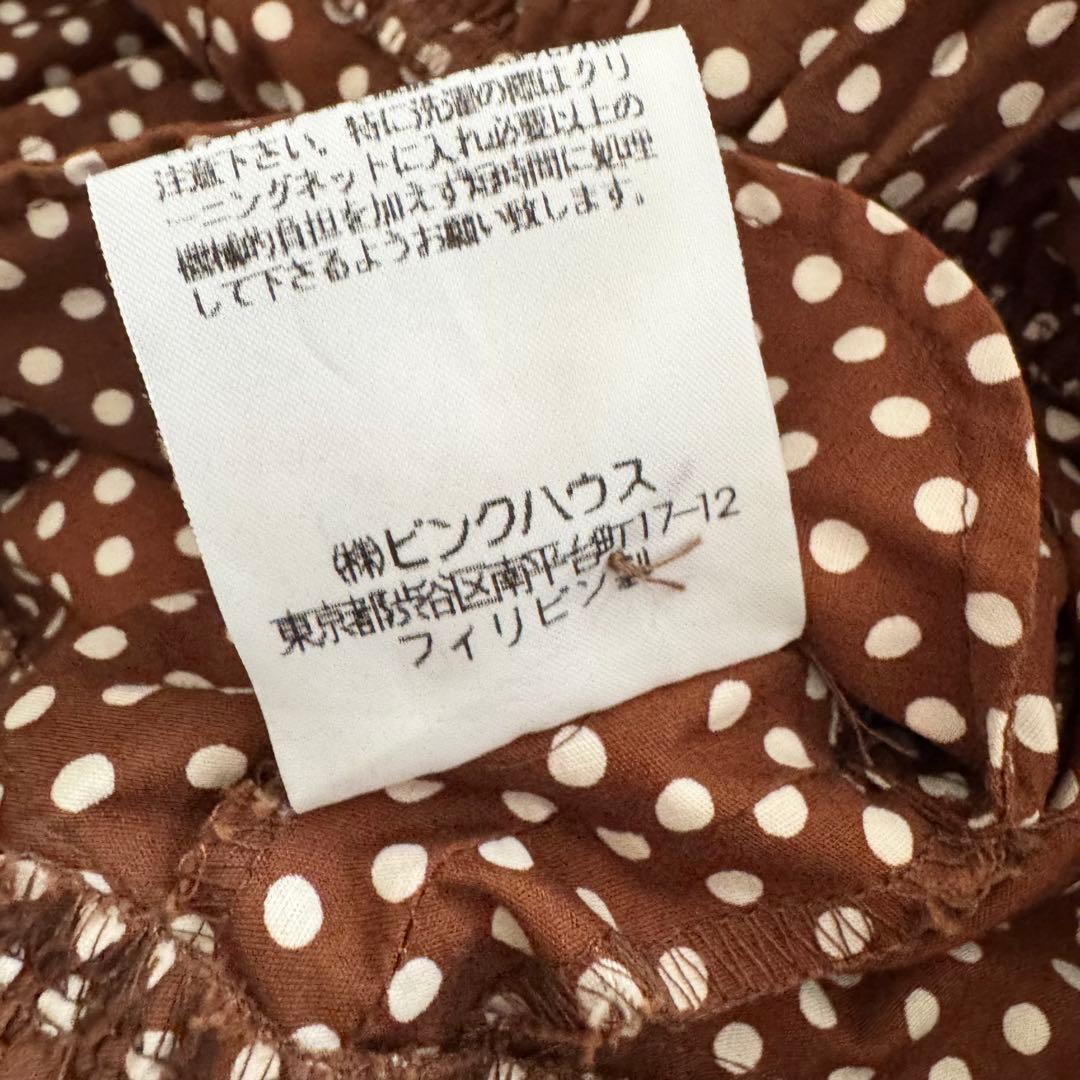 注意下さい。特に洗濯の際はクリ
ーニングネットに入れ必要以上の
機械的負担を加えず短時間に処理
して下さるようお願い致します。
㈱ピンクハウス
東京都渋谷区南平台町17-12
フィリピン製